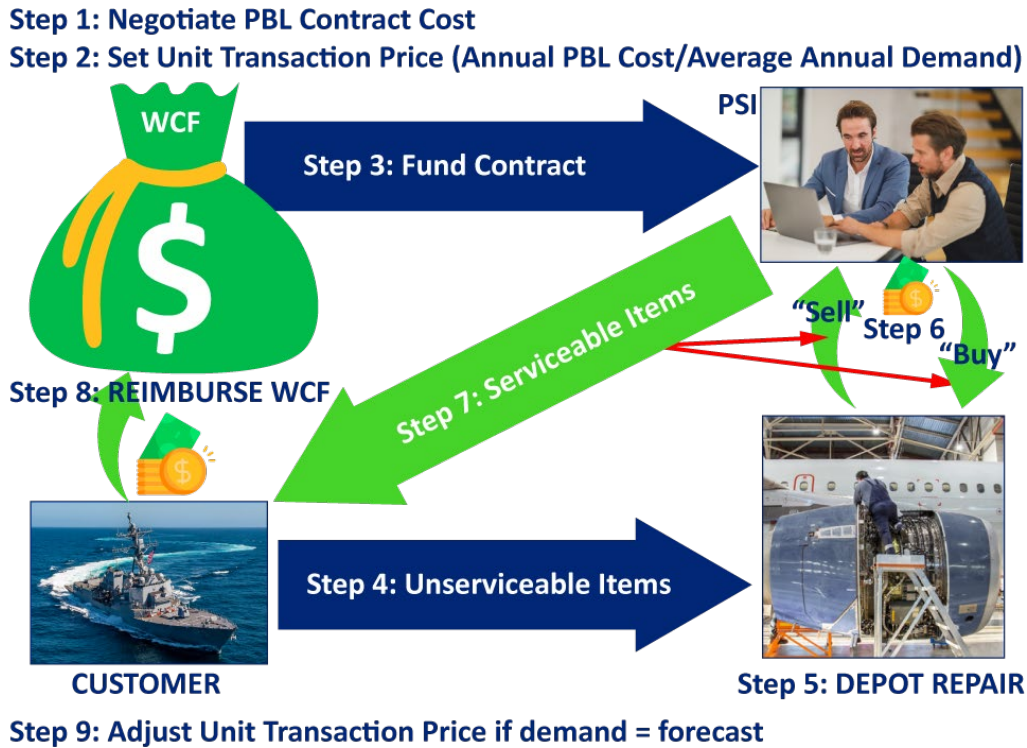 Step 1: Negotiate PBL Contract Cost
Step 2: Set Unit Transaction Price (Annual PBL Cost/Average Annual Demand)
WCF
PSI
Step 3: Fund Contract
$
Step 7: Serviceable Items
"Sell"
Step 6
"Buy"
Step 8: REIMBURSE WCF
Step 4: Unserviceable Items
CUSTOMER
Step 5: DEPOT REPAIR
Step 9: Adjust Unit Transaction Price if demand = forecast